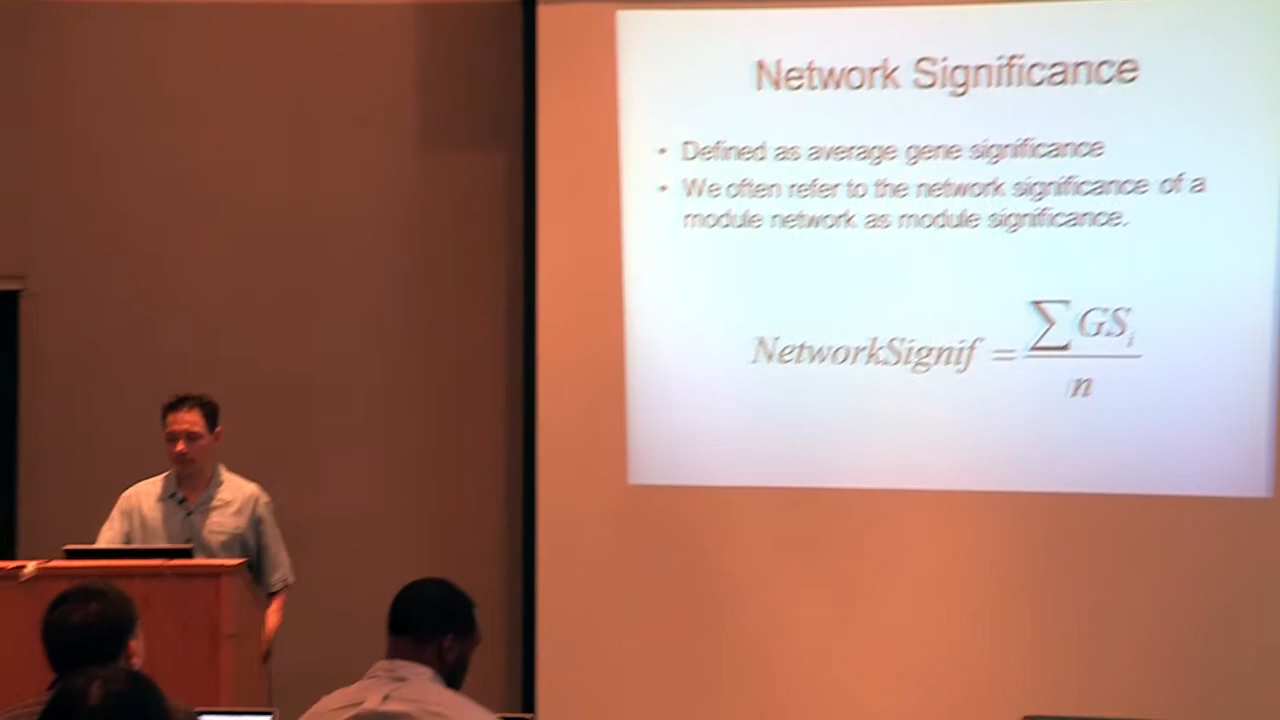 Network Significance
• Defined as average gene significance
• We often refer to the network significance of a
module network as module significance.
NetworkSignif = ∑ GSᵢ / n